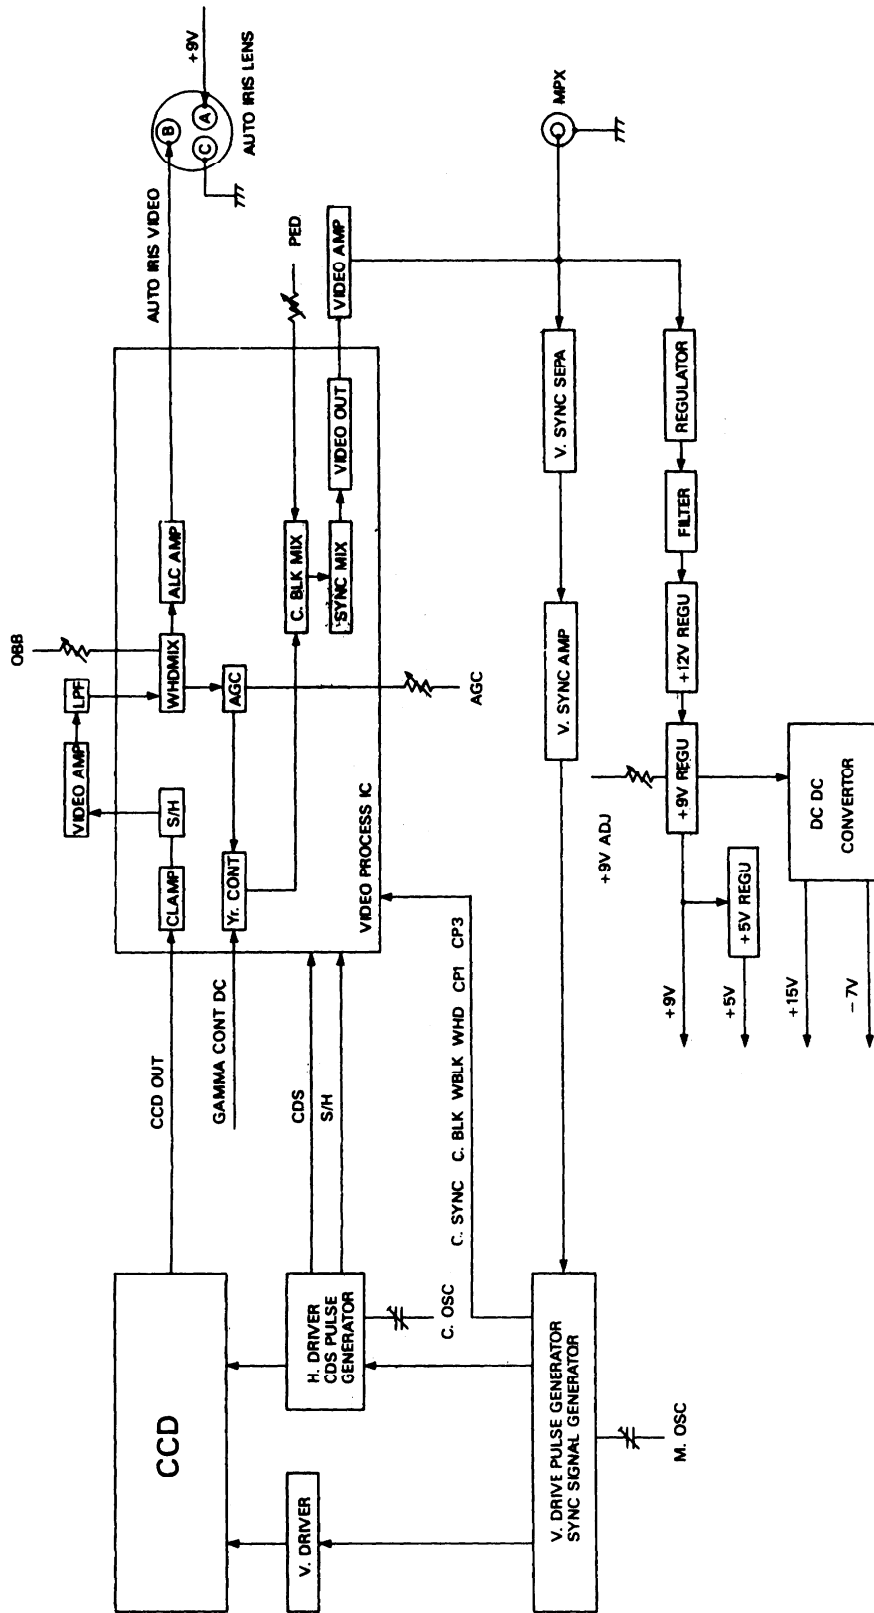 CCD
V. DRIVER
H. DRIVER
CDS PULSE
GENERATOR
C. OSC
V. DRIVE PULSE GENERATOR
SYNC SIGNAL GENERATOR
M. OSC
CCD OUT
GAMMA CONT DC
CDS
S/H
C. SYNC C. BLK WBLK WHD CP1 CP3
VIDEO PROCESS IC
CLAMP
S/H
VIDEO AMP
LPF
OBB
WHDMIX
ALC AMP
Yr. CONT
AGC
AGC
C. BLK MIX
SYNC MIX
VIDEO OUT
VIDEO AMP
PED
AUTO IRIS VIDEO
B
C
A
+9V
AUTO IRIS LENS
MPX
V. SYNC SEPA
V. SYNC AMP
REGULATOR
FILTER
+12V REGU
+9V REGU
+9V ADJ
+5V REGU
DC DC
CONVERTOR
+9V
+5V
+15V
- 7V